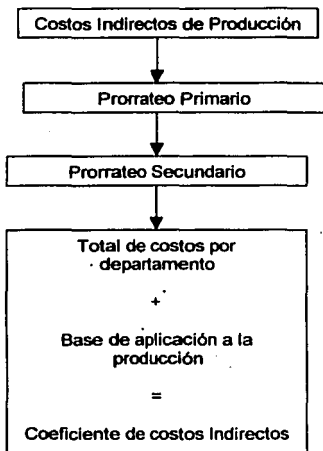 Costos Indirectos de Producción
Prorrateo Primario
Prorrateo Secundario
Total de costos por
departamento
+
Base de aplicación a la
producción
=
Coeficiente de costos Indirectos